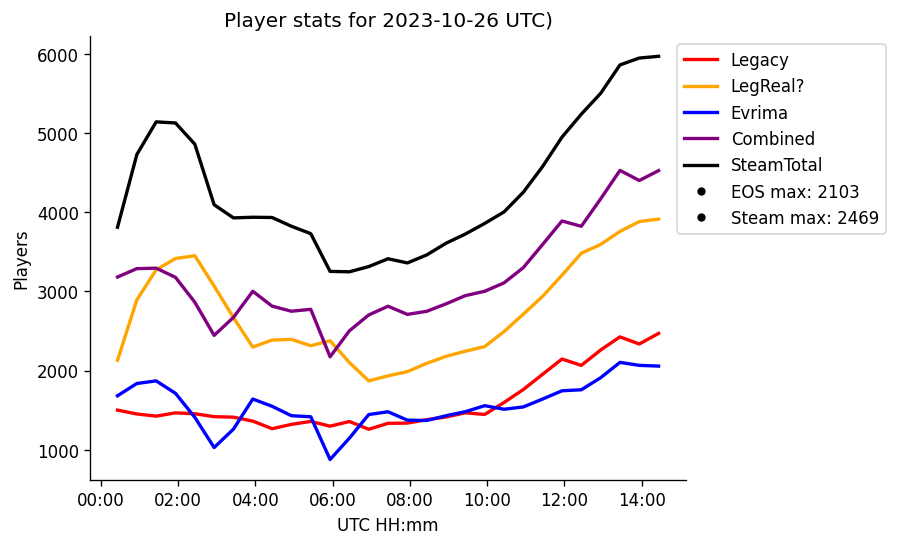 Player stats for 2023-10-26 UTC)
Players
6000
5000
4000
3000
2000
1000
00:00 02:00 04:00 06:00 08:00 10:00 12:00 14:00
UTC HH:mm
Legacy
LegReal?
Evrima
Combined
SteamTotal
EOS max: 2103
Steam max: 2469